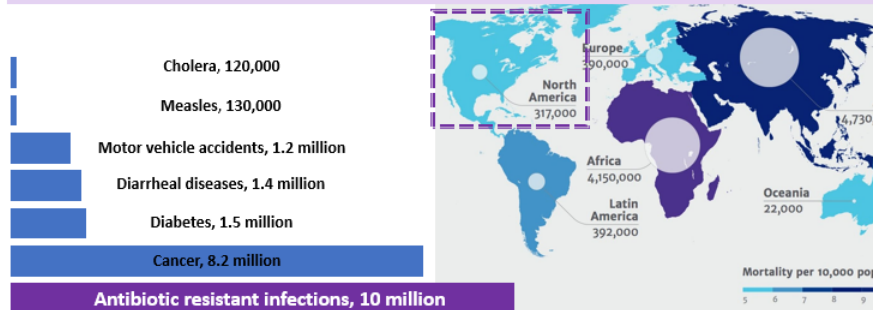 Cholera, 120,000
Measles, 130,000
Motor vehicle accidents, 1.2 million
Diarrheal diseases, 1.4 million
Diabetes, 1.5 million
Cancer, 8.2 million
Antibiotic resistant infections, 10 million
Europe
390,000
North
America
317,000
4,730,
Africa
4,150,000
Oceania
22,000
Latin
America
392,000
Mortality per 10,000
5 6 7 8 9